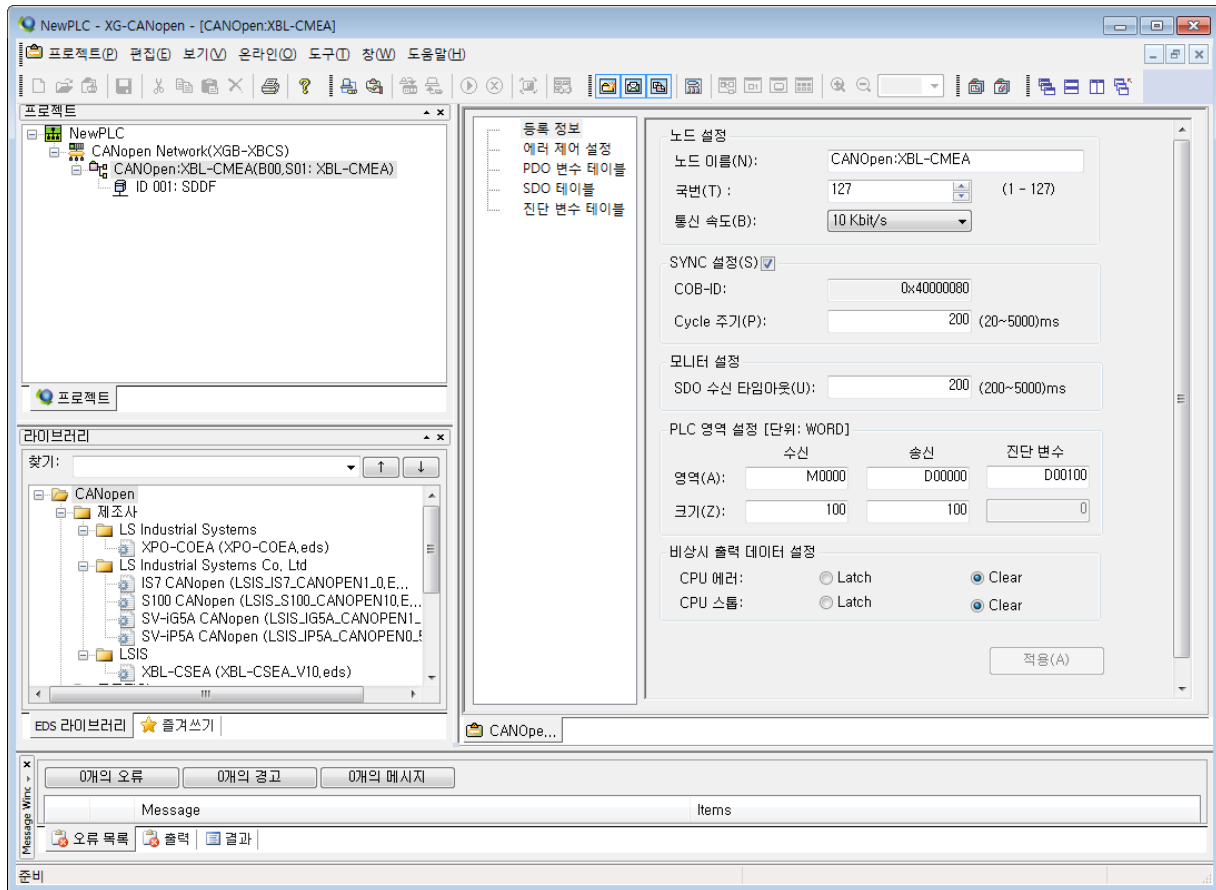 NewPLC - XG-CANopen - [CANOpen:XBL-CMEA]
프로젝트(P) 편집(E) 보기(V) 온라인(O) 도구(T) 창(W) 도움말(H)
프로젝트
NewPLC
CANopen Network(XGB-XBCS)
CANOpen:XBL-CMEA(B00,S01: XBL-CMEA)
ID 001: SDDF
프로젝트
라이브러리
찾기:
CANopen
제조사
LS Industrial Systems
XPO-COEA (XPO-COEA.eds)
LS Industrial Systems Co. Ltd
IS7 CANopen (LSIS_IS7_CANOPEN1_0.E...
S100 CANopen (LSIS_S100_CANOPEN10.E...
SV-iG5A CANopen (LSIS_IG5A_CANOPEN1_
SV-iP5A CANopen (LSIS_IP5A_CANOPEN0_5
LSIS
XBL-CSEA (XBL-CSEA_V10.eds)
EDS 라이브러리 즐겨쓰기
등록 정보
에러 제어 설정
PDO 변수 테이블
SDO 테이블
진단 변수 테이블
노드 설정
노드 이름(N): CANOpen:XBL-CMEA
국번(T) : 127 (1 - 127)
통신 속도(B): 10 Kbit/s
SYNC 설정(S)
COB-ID: 0x40000080
Cycle 주기(P): 200 (20~5000)ms
모니터 설정
SDO 수신 타임아웃(U): 200 (200~5000)ms
PLC 영역 설정 [단위: WORD]
수신 송신 진단 변수
영역(A): M0000 D00000 D00100
크기(Z): 100 100 0
비상시 출력 데이터 설정
CPU 에러: Latch Clear
CPU 스톱: Latch Clear
적용(A)
CANOpe...
Message Winc
0개의 오류 0개의 경고 0개의 메시지
Message Items
오류 목록 출력 결과
준비